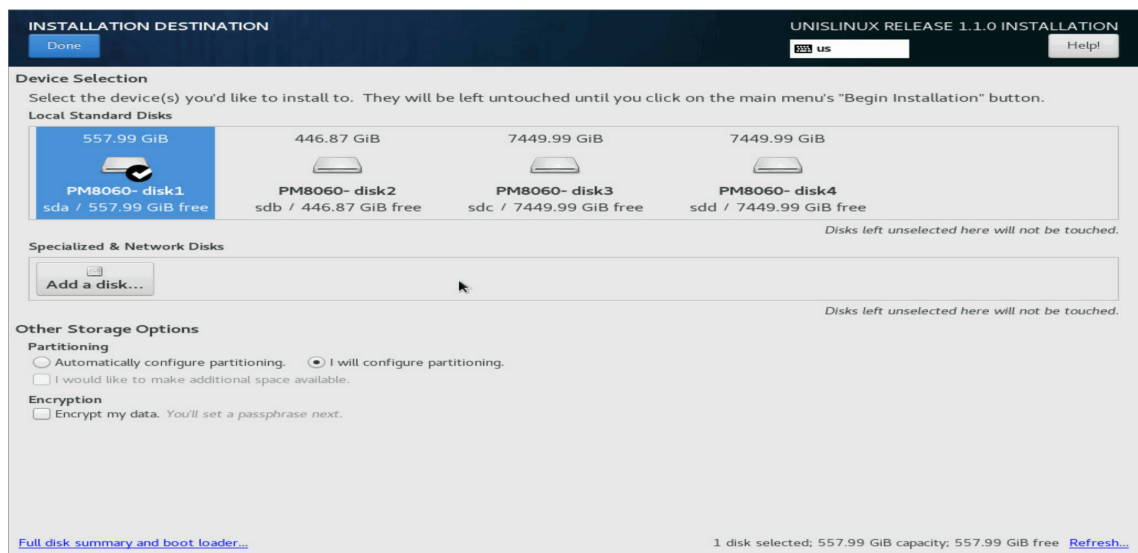 INSTALLATION DESTINATION
UNISLINUX RELEASE 1.1.0 INSTALLATION
Done
us
Help!
Device Selection
Select the device(s) you'd like to install to. They will be left untouched until you click on the main menu's "Begin Installation" button.
Local Standard Disks
557.99 GiB 446.87 GiB 7449.99 GiB 7449.99 GiB
PM8060- disk1 PM8060- disk2 PM8060- disk3 PM8060- disk4
sda / 557.99 GiB free sdb / 446.87 GiB free sdc / 7449.99 GiB free sdd / 7449.99 GiB free
Disks left unselected here will not be touched.
Specialized & Network Disks
Add a disk...
Disks left unselected here will not be touched.
Other Storage Options
Partitioning
Automatically configure partitioning. I will configure partitioning.
I would like to make additional space available.
Encryption
Encrypt my data. You'll set a passphrase next.
Full disk summary and boot loader... 1 disk selected; 557.99 GiB capacity; 557.99 GiB free Refresh...